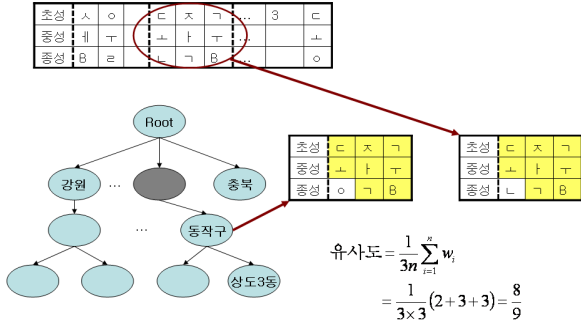 초성 ㅅ ㅇ ㄷ ㅈ ㄱ ... 3 ㄷ
중성 ㅔ ㅜ ㅗ ㅏ ㅜ ... ㅗ
종성 B ㄹ ㄴ ㄱ B ... ㅇ
Root
강원 ... 충북
... 동작구
상도3동
초성 ㄷ ㅈ ㄱ
중성 ㅗ ㅏ ㅜ
종성 ㅇ ㄱ B
초성 ㄷ ㅈ ㄱ
중성 ㅗ ㅏ ㅜ
종성 ㄴ ㄱ B
유사도 = 1/3n ∑ i=1 n wᵢ
= 1/3×3 (2+3+3) = 8/9